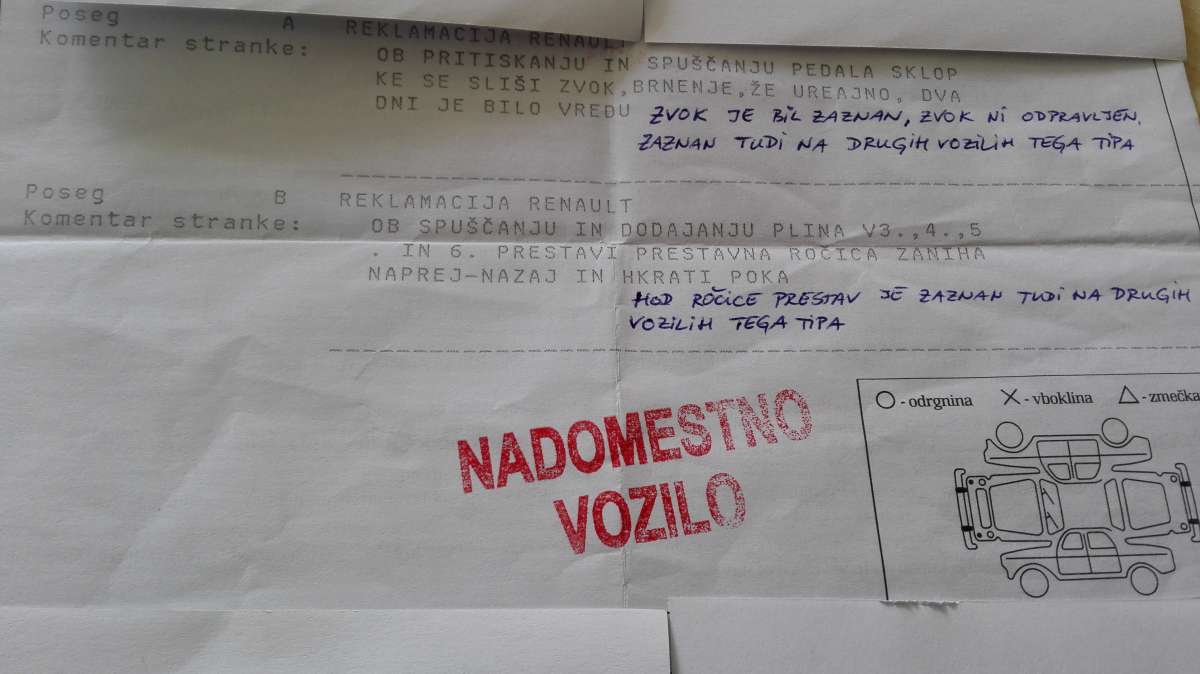 Poseg A REKLAMACIJA RENAULT
Komentar stranke: OB PRITISKANJU IN SPUŠČANJU PEDALA SKLOP
KE SE SLIŠI ZVOK,BRNENJE,ŽE UREAJNO, DVA
DNI JE BILO VREDU ZVOK JE BIL ZAZNAN, ZVOK NI ODPRAVLJEN.
ZAZNAN TUDI NA DRUGIH VOZILIH TEGA TIPA
Poseg B REKLAMACIJA RENAULT
Komentar stranke: OB SPUŠČANJU IN DODAJANJU PLINA V3.,4.,5
. IN 6. PRESTAVI PRESTAVNA ROČICA ZANIHA
NAPREJ-NAZAJ IN HKRATI POKA
HOD ROČICE PRESTAV JE ZAZNAN TUDI NA DRUGIH
VOZILIH TEGA TIPA
NADOMESTNO
VOZILO
- odrgnina - vboklina - zmečka